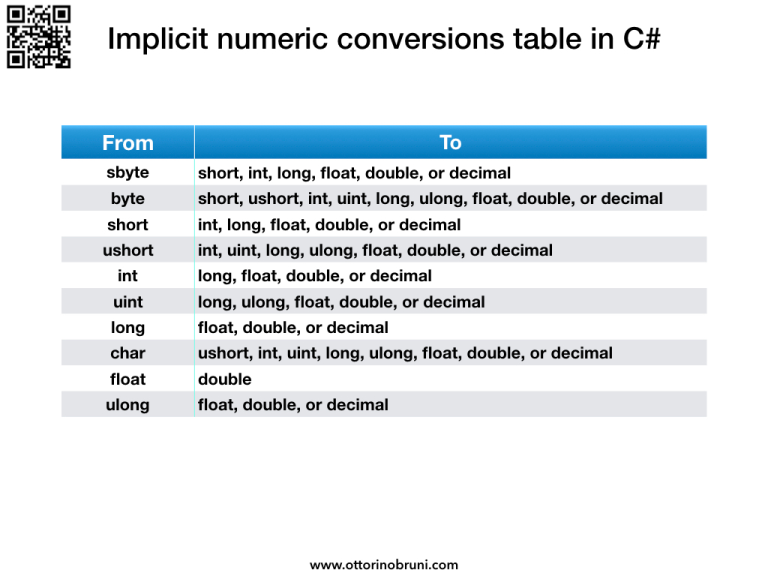 Implicit numeric conversions table in C#
From To
sbyte short, int, long, float, double, or decimal
byte short, ushort, int, uint, long, ulong, float, double, or decimal
short int, long, float, double, or decimal
ushort int, uint, long, ulong, float, double, or decimal
int long, float, double, or decimal
uint long, ulong, float, double, or decimal
long float, double, or decimal
char ushort, int, uint, long, ulong, float, double, or decimal
float double
ulong float, double, or decimal
www.ottorinobruni.com